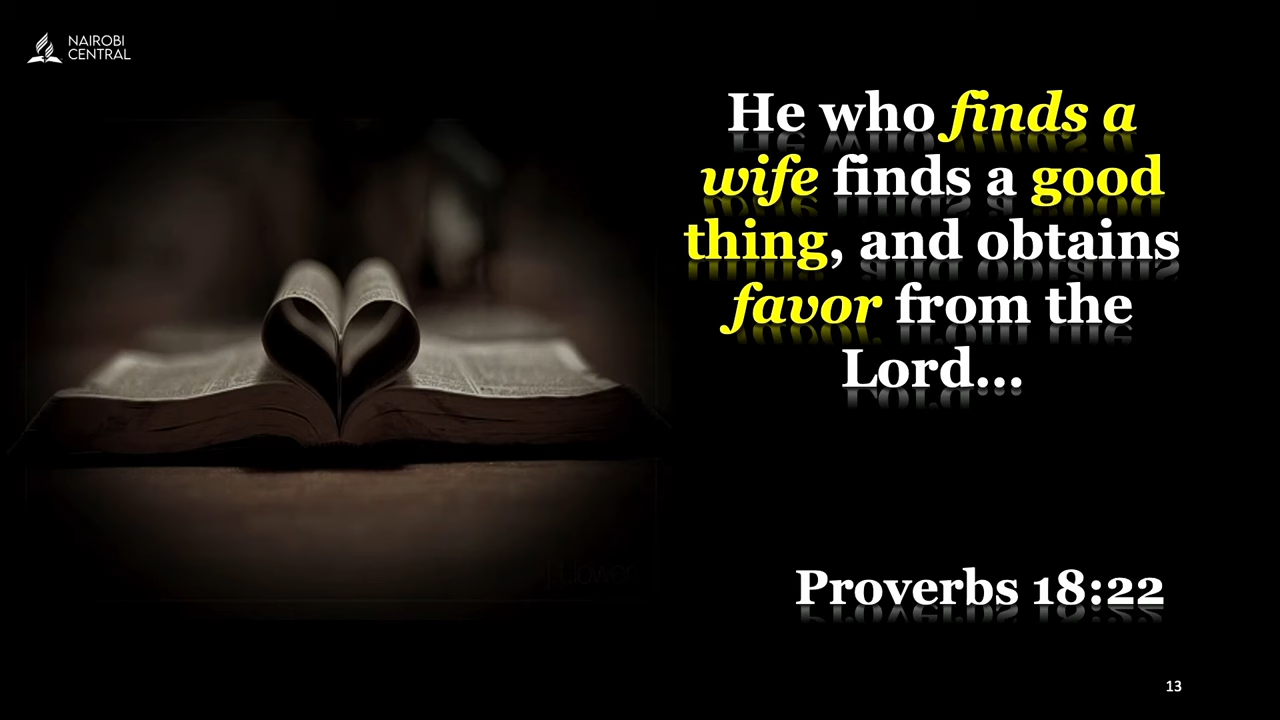 NAIROBI
CENTRAL
He who finds a
wife finds a good
thing, and obtains
favor from the
Lord...
Proverbs 18:22
13